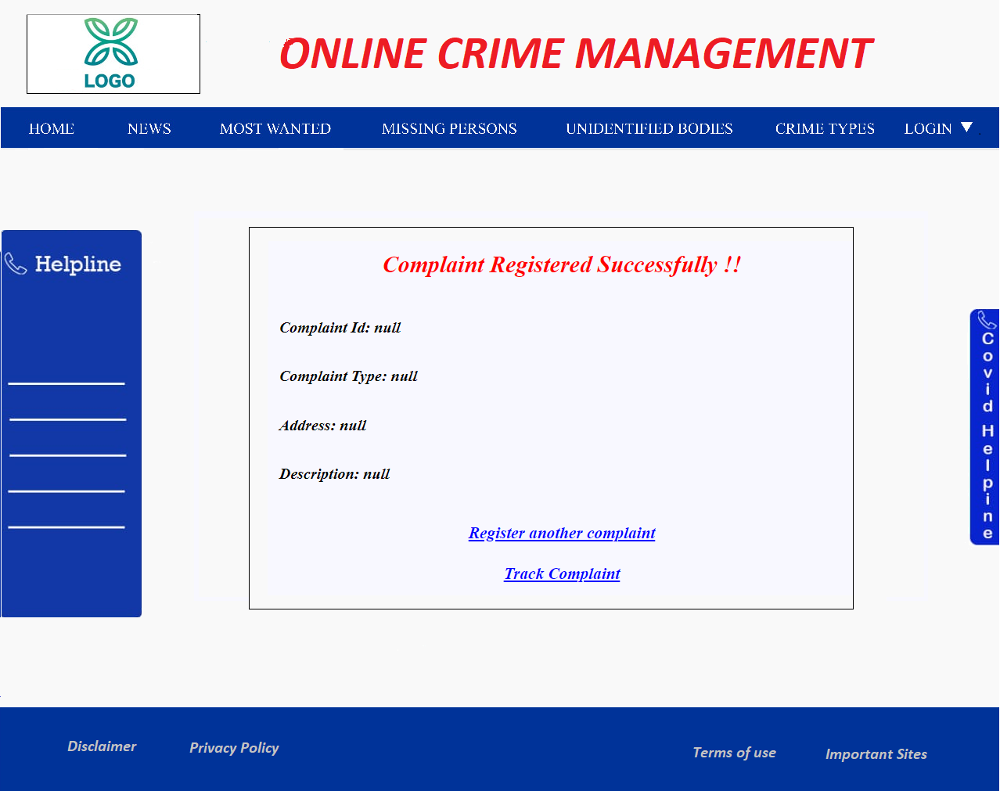 LOGO
ONLINE CRIME MANAGEMENT
HOME NEWS MOST WANTED MISSING PERSONS UNIDENTIFIED BODIES CRIME TYPES LOGIN ▼
Helpline
Complaint Registered Successfully !!
Complaint Id: null
Complaint Type: null
Address: null
Description: null
Register another complaint
Track Complaint
Covid Helpine
Disclaimer Privacy Policy Terms of use Important Sites